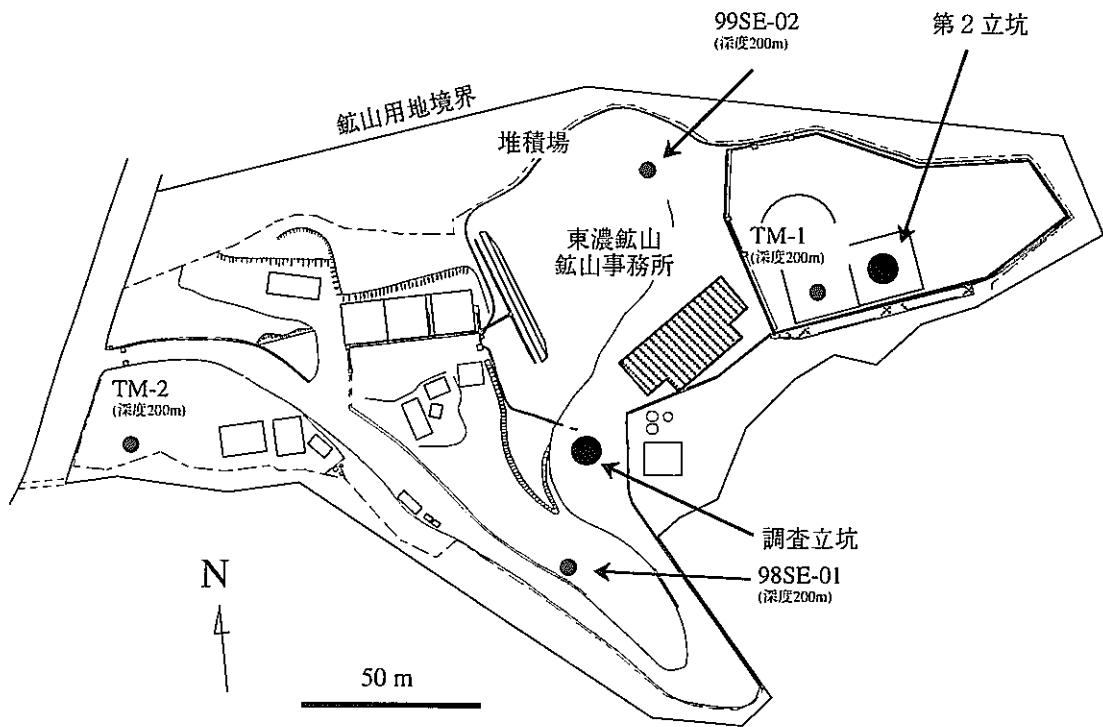 99SE-02
(深度200m)
第2立坑
鉱山用地境界
堆積場
東濃鉱山
鉱山事務所
TM-1
(深度200m)
TM-2
(深度200m)
調査立坑
98SE-01
(深度200m)
N
50 m